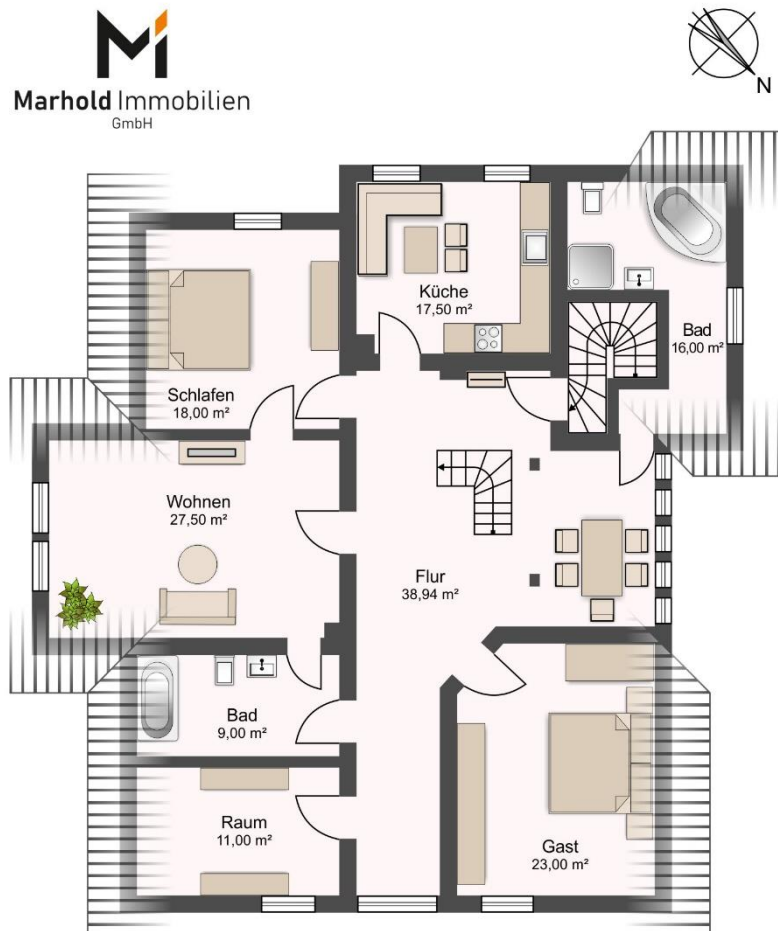 Marhold Immobilien
GmbH
N
Küche
17,50 m²
Bad
16,00 m²
Schlafen
18,00 m²
Wohnen
27,50 m²
Flur
38,94 m²
Bad
9,00 m²
Raum
11,00 m²
Gast
23,00 m²